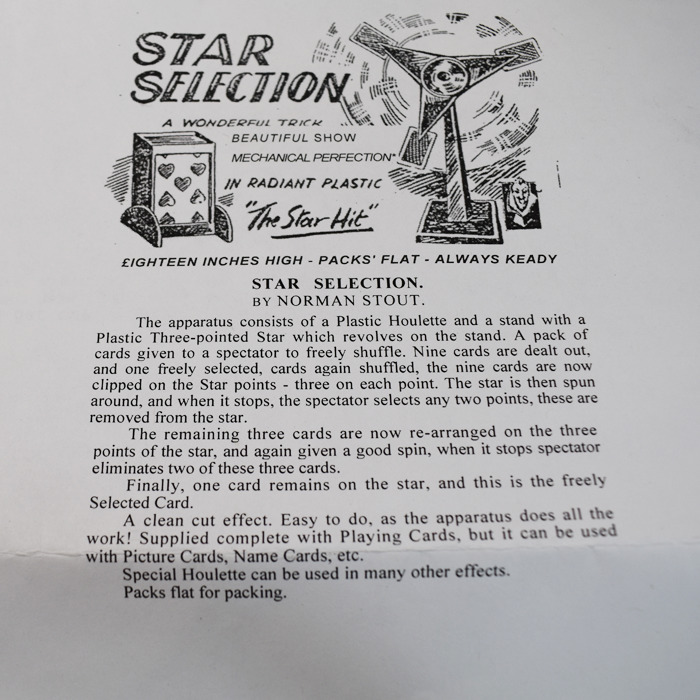 STAR
SELECTION
A WONDERFUL TRICK
BEAUTIFUL SHOW
MECHANICAL PERFECTION"
IN RADIANT PLASTIC
"The Star Hit"
£IGHTEEN INCHES HIGH - PACKS' FLAT - ALWAYS KEADY
STAR SELECTION.
BY NORMAN STOUT.
The apparatus consists of a Plastic Houlette and a stand with a
Plastic Three-pointed Star which revolves on the stand. A pack of
cards given to a spectator to freely shuffle. Nine cards are dealt out,
and one freely selected, cards again shuffled, the nine cards are now
clipped on the Star points - three on each point. The star is then spun
around, and when it stops, the spectator selects any two points, these are
removed from the star.
The remaining three cards are now re-arranged on the three
points of the star, and again given a good spin, when it stops spectator
eliminates two of these three cards.
Finally, one card remains on the star, and this is the freely
Selected Card.
A clean cut effect. Easy to do, as the apparatus does all the
work! Supplied complete with Playing Cards, but it can be used
with Picture Cards, Name Cards, etc.
Special Houlette can be used in many other effects.
Packs flat for packing.